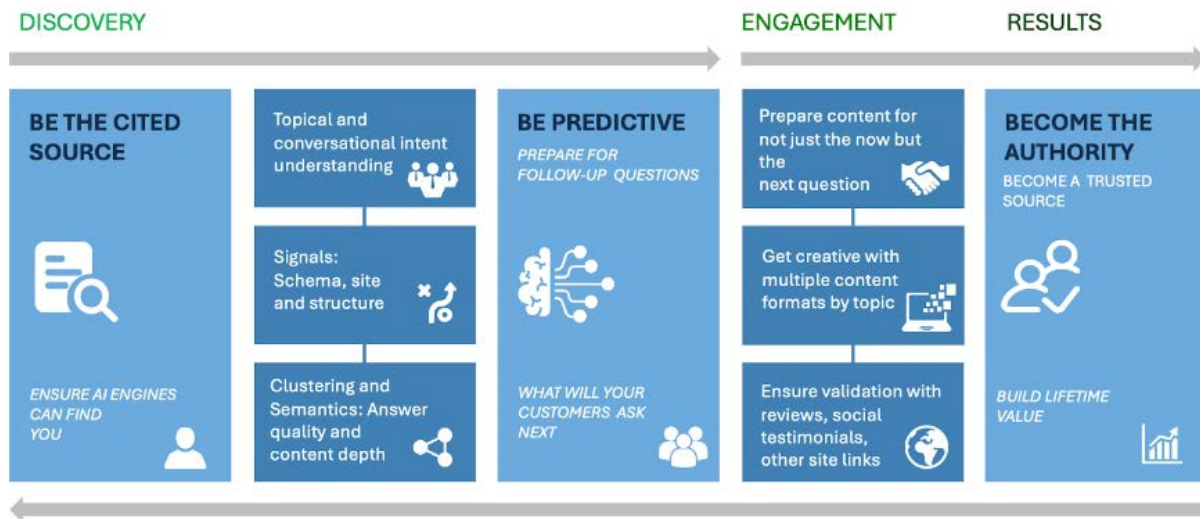 DISCOVERY
ENGAGEMENT
RESULTS
BE THE CITED
SOURCE
ENSURE AI ENGINES
CAN FIND
YOU
Topical and
conversational intent
understanding
Signals:
Schema, site
and structure
Clustering and
Semantics: Answer
quality and
content depth
BE PREDICTIVE
PREPARE FOR
FOLLOW-UP QUESTIONS
WHAT WILL YOUR
CUSTOMERS ASK
NEXT
Prepare content for
not just the now but
the
next question
Get creative with
multiple content
formats by topic
Ensure validation with
reviews, social
testimonials,
other site links
BECOME THE
AUTHORITY
BECOME A TRUSTED
SOURCE
BUILD LIFETIME
VALUE